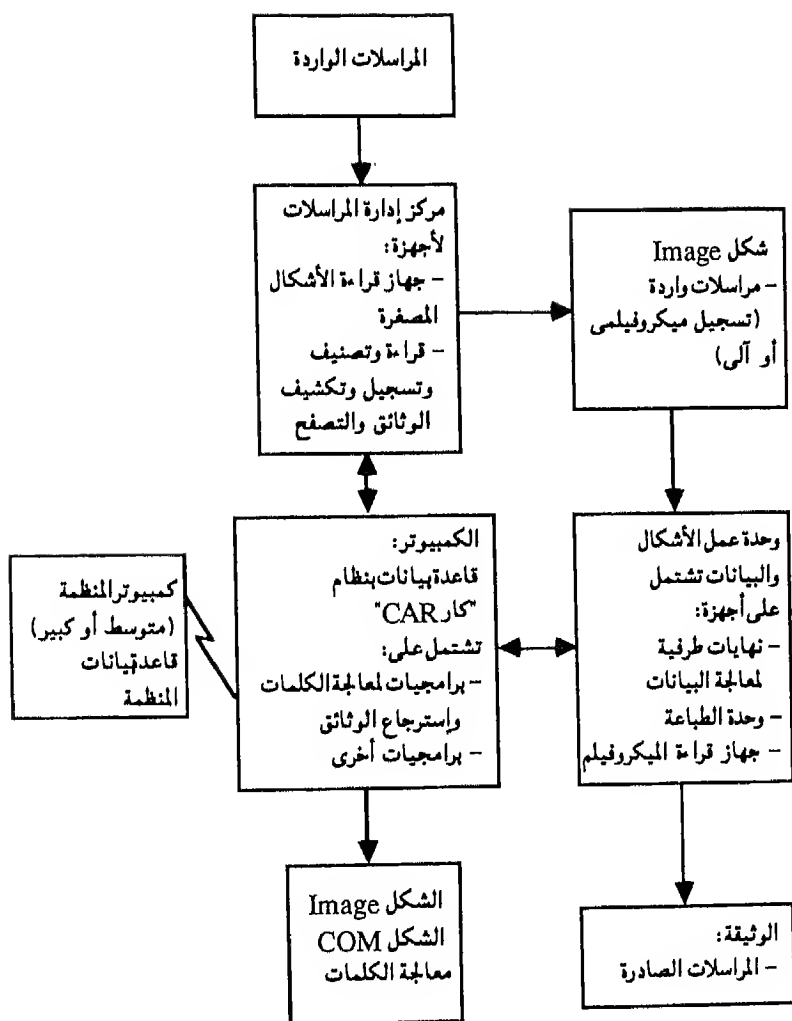 المراسلات الواردة
مركز إدارة المراسلات
لأجهزة:
– جهاز قراءة الأشكال
المصغرة
– قراءة وتصنيف
وتسجيل وتكشيف
الوثائق والتصفح
شكل Image
– مراسلات واردة
(تسجيل ميكروفيلمى
أو آلى)
الكمبيوتر:
قاعدة بيانات بنظام
"كار CAR"
تشتمل على:
– برامجيات لمعالجة الكلمات
وإسترجاع الوثائق
– برامجيات أخرى
وحدة عمل الأشكال
والبيانات تشتمل
على أجهزة:
– نهايات طرفية
لمعالجة البيانات
– وحدة الطباعة
– جهاز قراءة الميكروفيلم
كمبيوتر المنظمة
(متوسط أو كبير)
قاعدة بيانات
المنظمة
الشكل Image
الشكل COM
معالجة الكلمات
الوثيقة:
– المراسلات الصادرة